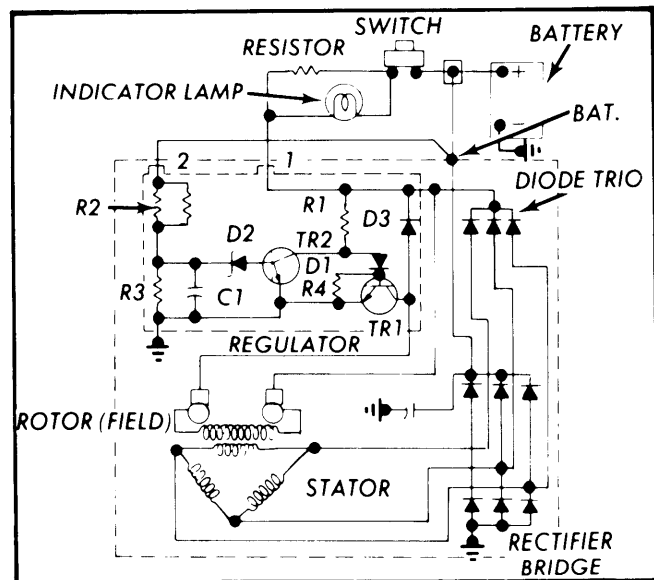 SWITCH
RESISTOR
BATTERY
INDICATOR LAMP
+
−
BAT.
2
1
DIODE TRIO
R2
R1
D3
D2
TR2
D1
R3
C1
R4
TR1
REGULATOR
ROTOR (FIELD)
STATOR
RECTIFIER
BRIDGE